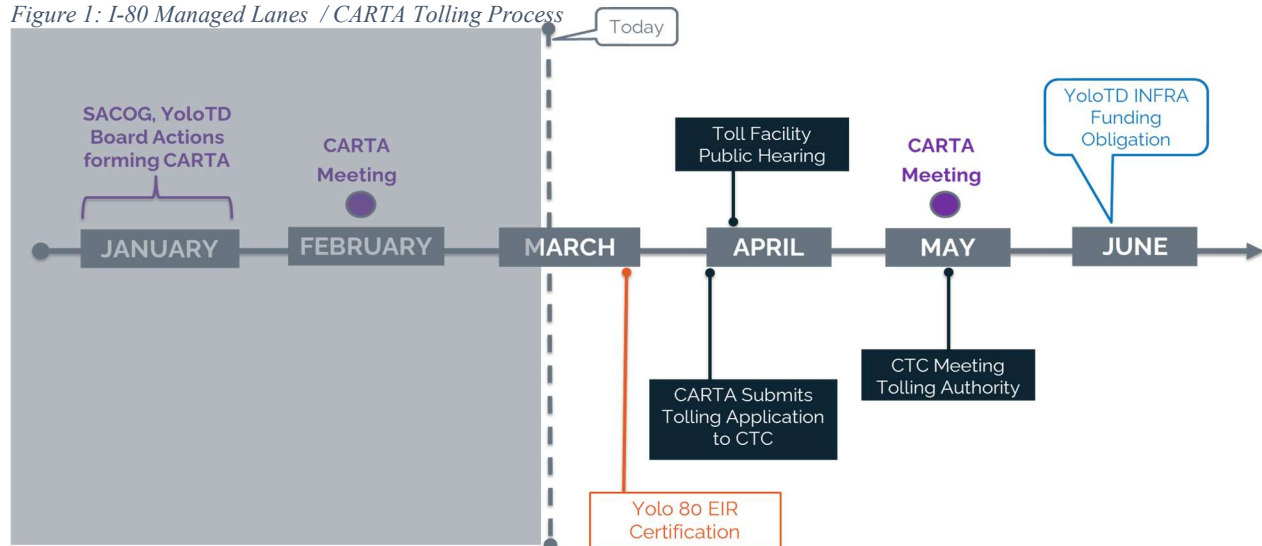 Figure 1: I-80 Managed Lanes / CARTA Tolling Process
Today
SACOG, YoloTD
Board Actions
forming CARTA
CARTA
Meeting
Toll Facility
Public Hearing
CARTA
Meeting
YoloTD INFRA
Funding
Obligation
JANUARY
FEBRUARY
MARCH
APRIL
MAY
JUNE
CARTA Submits
Tolling Application
to CTC
CTC Meeting
Tolling Authority
Yolo 80 EIR
Certification